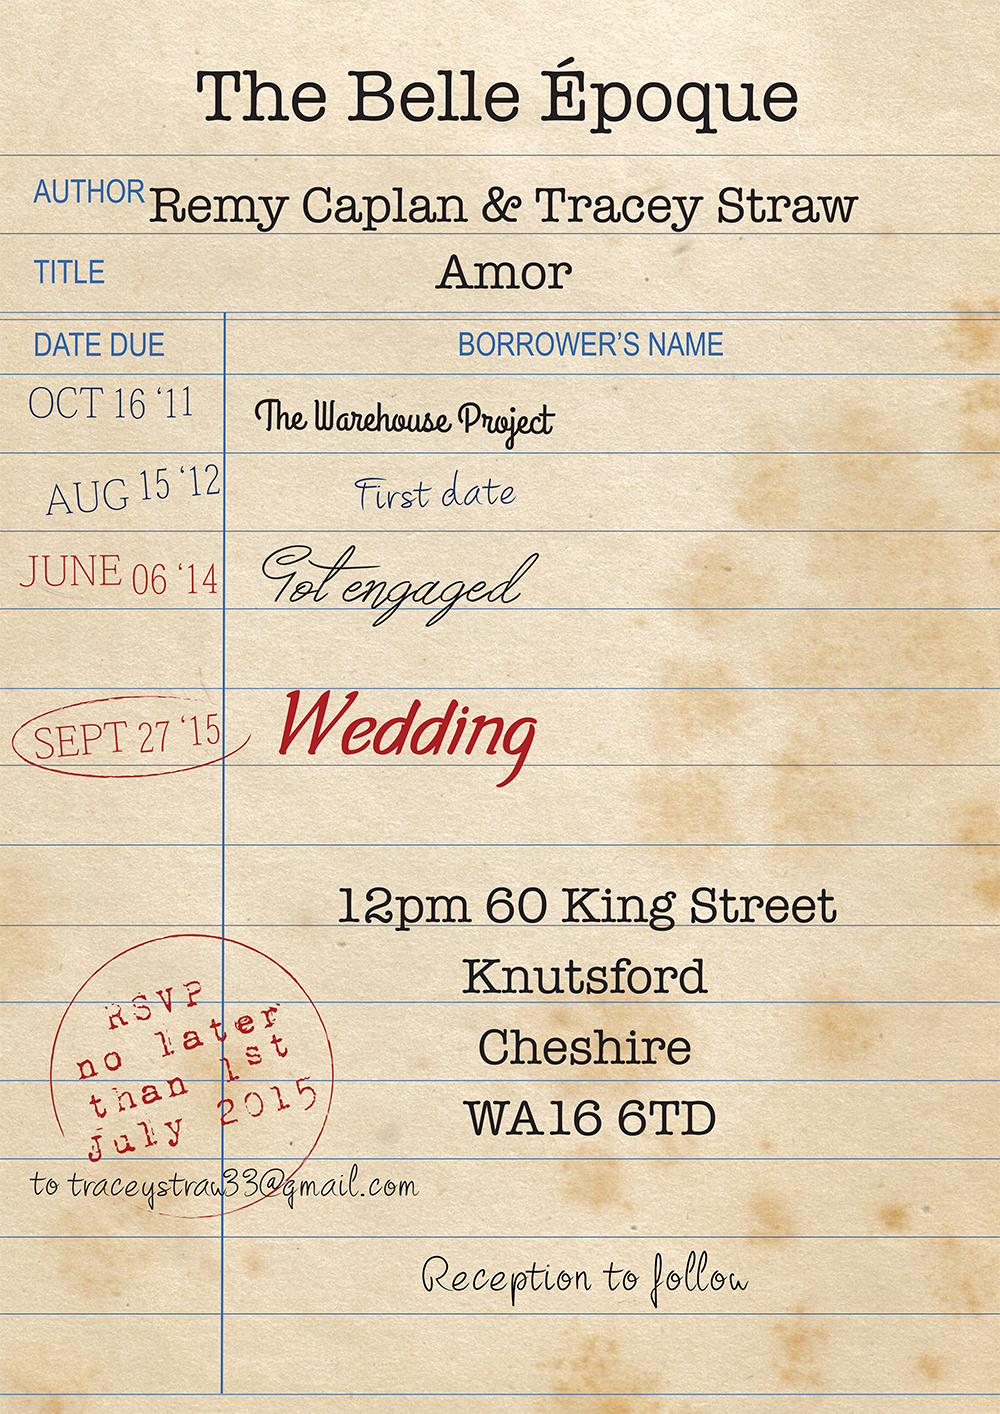 The Belle Époque
AUTHOR Remy Caplan & Tracey Straw
TITLE Amor
DATE DUE BORROWER'S NAME
OCT 16 ‘11 The Warehouse Project
AUG 15 ‘12 First date
JUNE 06 ‘14 Got engaged
SEPT 27 ‘15 Wedding
12pm 60 King Street
Knutsford
Cheshire
WA16 6TD
RSVP
no later
than 1st
July 2015
to traceystraw33@gmail.com
Reception to follow